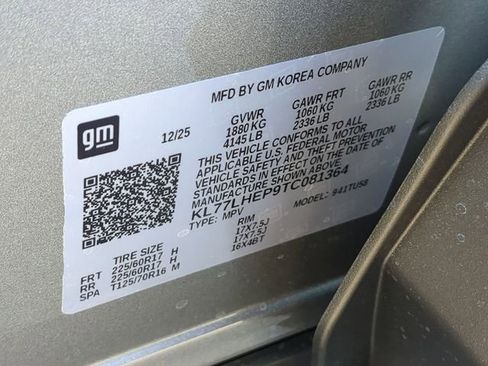 gm
MFD BY GM KOREA COMPANY
12/25
GVWR GAWR FRT GAWR RR
1880 KG 1060 KG 1060 KG
4145 LB 2336 LB 2336 LB
THIS VEHICLE CONFORMS TO ALL
APPLICABLE U.S. FEDERAL MOTOR
VEHICLE SAFETY AND THEFT PREVENTION
STANDARDS IN EFFECT ON THE DATE OF
MANUFACTURE SHOWN ABOVE.
KL77LHEP9TC081364
TYPE: MPV MODEL: 941TU58
TIRE SIZE RIM
FRT 225/60R17 H 17X7.5J
RR 225/60R17 H 17X7.5J
SPA T125/70R16 M 16X4BT